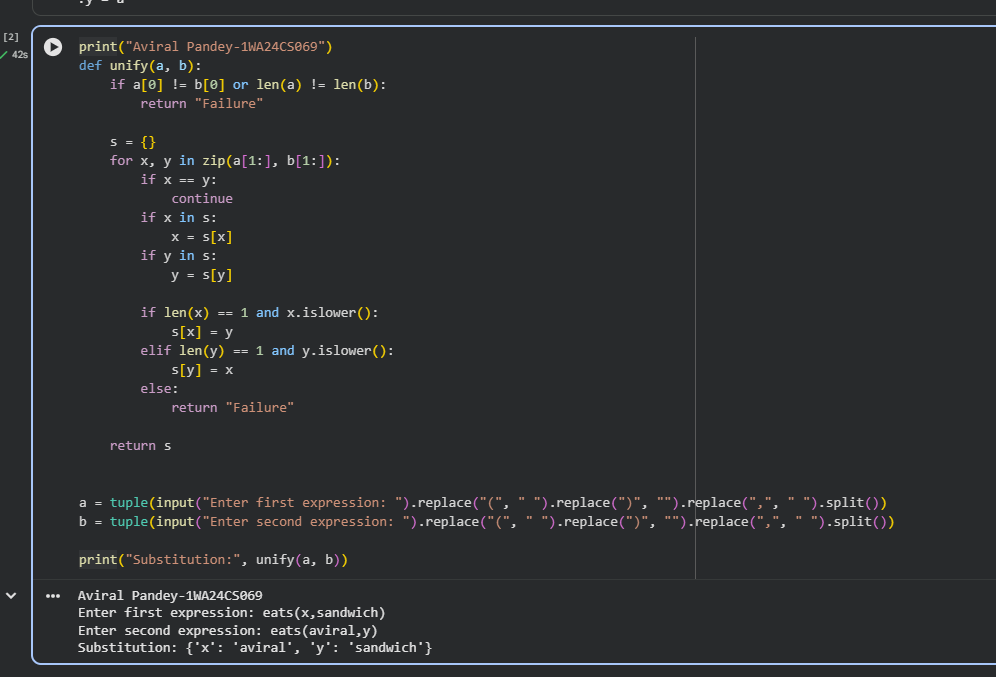 [2]
42s
print("Aviral Pandey-1WA24CS069")
def unify(a, b):
    if a[0] != b[0] or len(a) != len(b):
        return "Failure"

    s = {}
    for x, y in zip(a[1:], b[1:]):
        if x == y:
            continue
        if x in s:
            x = s[x]
        if y in s:
            y = s[y]

        if len(x) == 1 and x.islower():
            s[x] = y
        elif len(y) == 1 and y.islower():
            s[y] = x
        else:
            return "Failure"

    return s

a = tuple(input("Enter first expression: ").replace("(", " ").replace(")", "").replace(",", " ").split())
b = tuple(input("Enter second expression: ").replace("(", " ").replace(")", "").replace(",", " ").split())

print("Substitution:", unify(a, b))
Aviral Pandey-1WA24CS069
Enter first expression: eats(x,sandwich)
Enter second expression: eats(aviral,y)
Substitution: {'x': 'aviral', 'y': 'sandwich'}